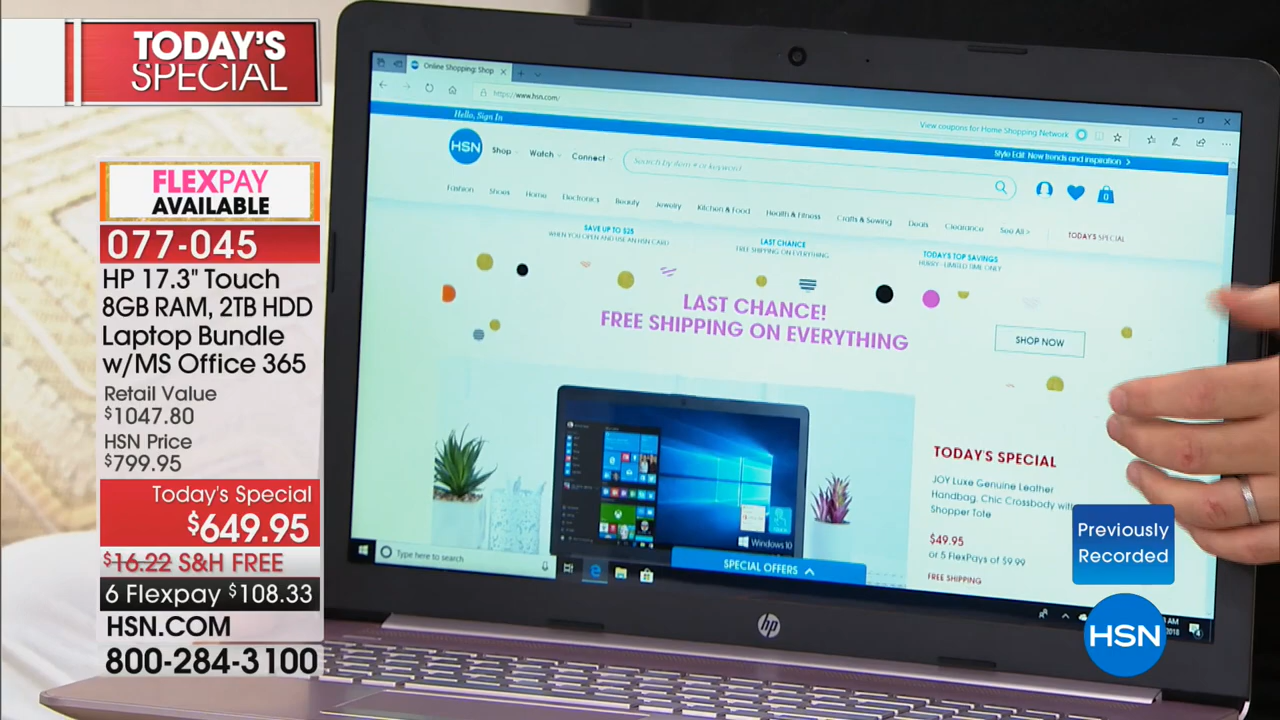 TODAY'S
SPECIAL
FLEXPAY
AVAILABLE
077-045
HP 17.3" Touch
8GB RAM, 2TB HDD
Laptop Bundle
w/MS Office 365
Retail Value
$1047.80
HSN Price
$799.95
Today's Special
$649.95
$16.22 S&H FREE
6 Flexpay $108.33
HSN.COM
800-284-3100
Online Shopping: Shop
https://www.hsn.com/
View coupons for Home Shopping Network
Hello, Sign In
Style Edit: New trends and inspiration >
HSN
Shop
Watch
Connect
Search by item # or keyword
0
Fashion
Shoes
Home
Electronics
Beauty
Jewelry
Kitchen & Food
Health & Fitness
Crafts & Sewing
Deals
Clearance
See All >
TODAY'S SPECIAL
SAVE UP TO $25
WHEN YOU OPEN AND USE AN HSN CARD
LAST CHANCE
FREE SHIPPING ON EVERYTHING
TODAY'S TOP SAVINGS
HURRY - LIMITED TIME ONLY
LAST CHANCE!
FREE SHIPPING ON EVERYTHING
SHOP NOW
Windows 10
TODAY'S SPECIAL
JOY Luxe Genuine Leather
Handbag, Chic Crossbody with
Shopper Tote
$49.95
or 5 FlexPays of $9.99
FREE SHIPPING
SPECIAL OFFERS
Type here to search
AM
2018
hp
Previously
Recorded
HSN